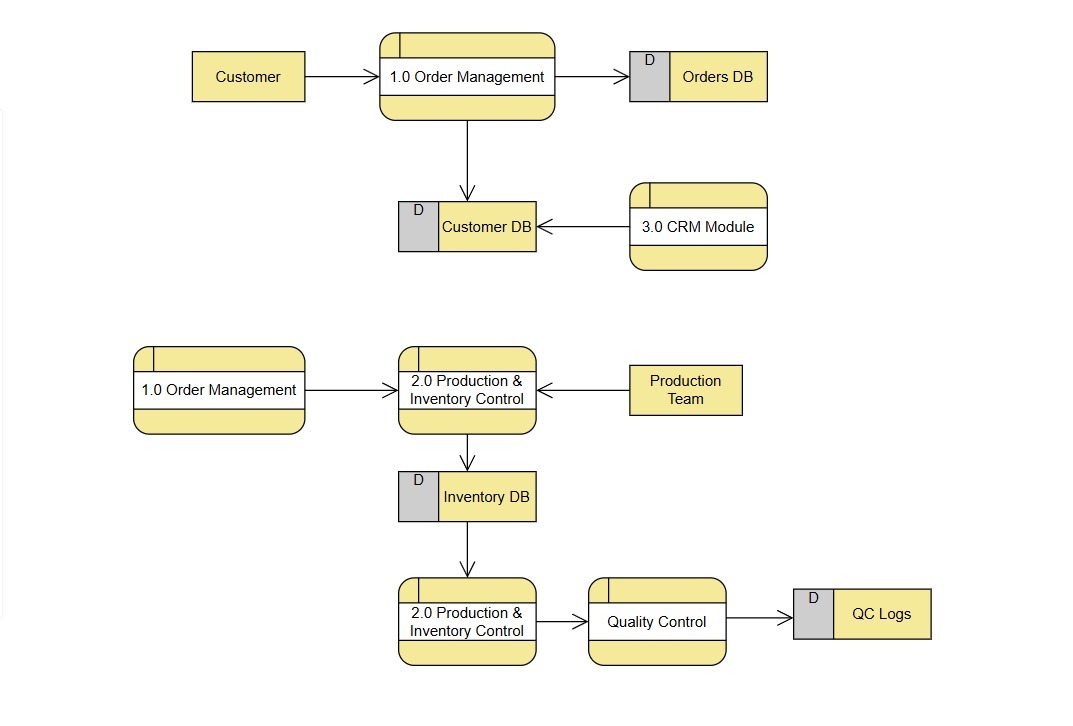 Customer
1.0 Order Management
D
Orders DB
D
Customer DB
3.0 CRM Module
1.0 Order Management
2.0 Production &
Inventory Control
Production
Team
D
Inventory DB
2.0 Production &
Inventory Control
Quality Control
D
QC Logs